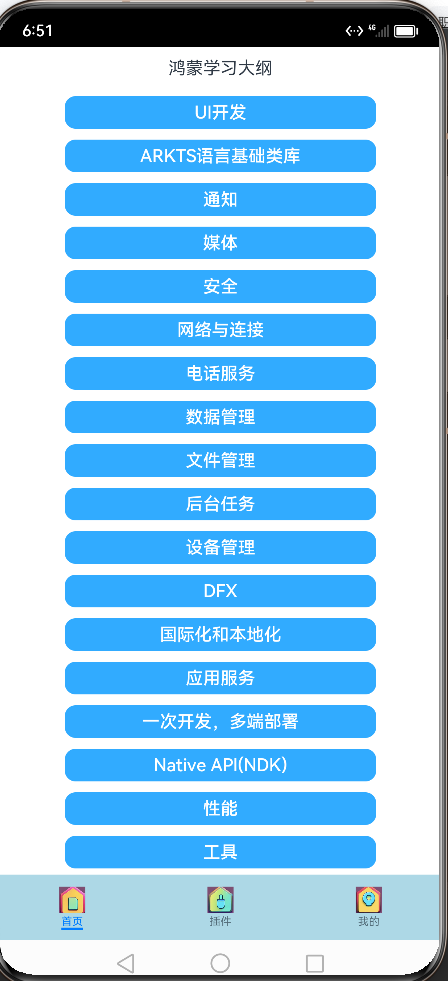 6:51
4G
鸿蒙学习大纲
UI开发
ARKTS语言基础类库
通知
媒体
安全
网络与连接
电话服务
数据管理
文件管理
后台任务
设备管理
DFX
国际化和本地化
应用服务
一次开发，多端部署
Native API(NDK)
性能
工具
首页
插件
我的